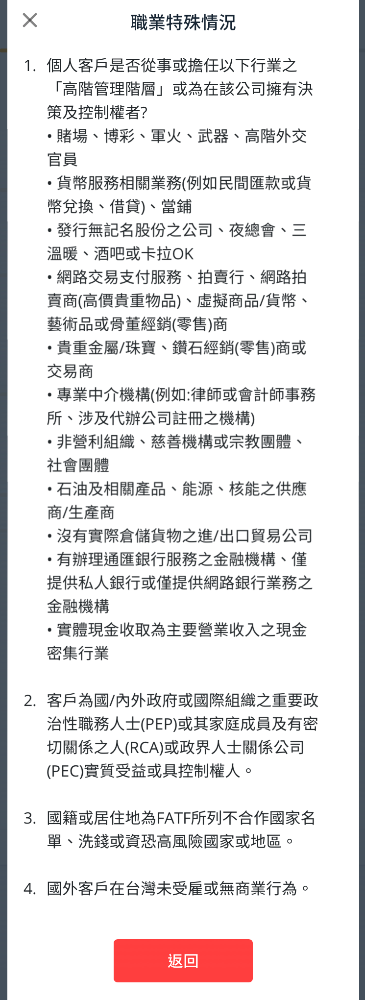 職業特殊情況
1. 個人客戶是否從事或擔任以下行業之
「高階管理階層」或為在該公司擁有決
策及控制權者?
• 賭場、博彩、軍火、武器、高階外交
官員
• 貨幣服務相關業務(例如民間匯款或貨
幣兌換、借貸)、當鋪
• 發行無記名股份之公司、夜總會、三
溫暖、酒吧或卡拉OK
• 網路交易支付服務、拍賣行、網路拍
賣商(高價貴重物品)、虛擬商品/貨幣、
藝術品或骨董經銷(零售)商
• 貴重金屬/珠寶、鑽石經銷(零售)商或
交易商
• 專業中介機構(例如:律師或會計師事務
所、涉及代辦公司註冊之機構)
• 非營利組織、慈善機構或宗教團體、
社會團體
• 石油及相關產品、能源、核能之供應
商/生產商
• 沒有實際倉儲貨物之進/出口貿易公司
• 有辦理通匯銀行服務之金融機構、僅
提供私人銀行或僅提供網路銀行業務之
金融機構
• 實體現金收取為主要營業收入之現金
密集行業
2. 客戶為國/內外政府或國際組織之重要政
治性職務人士(PEP)或其家庭成員及有密
切關係之人(RCA)或政界人士關係公司
(PEC)實質受益或具控制權人。
3. 國籍或居住地為FATF所列不合作國家名
單、洗錢或資恐高風險國家或地區。
4. 國外客戶在台灣未受雇或無商業行為。
返回